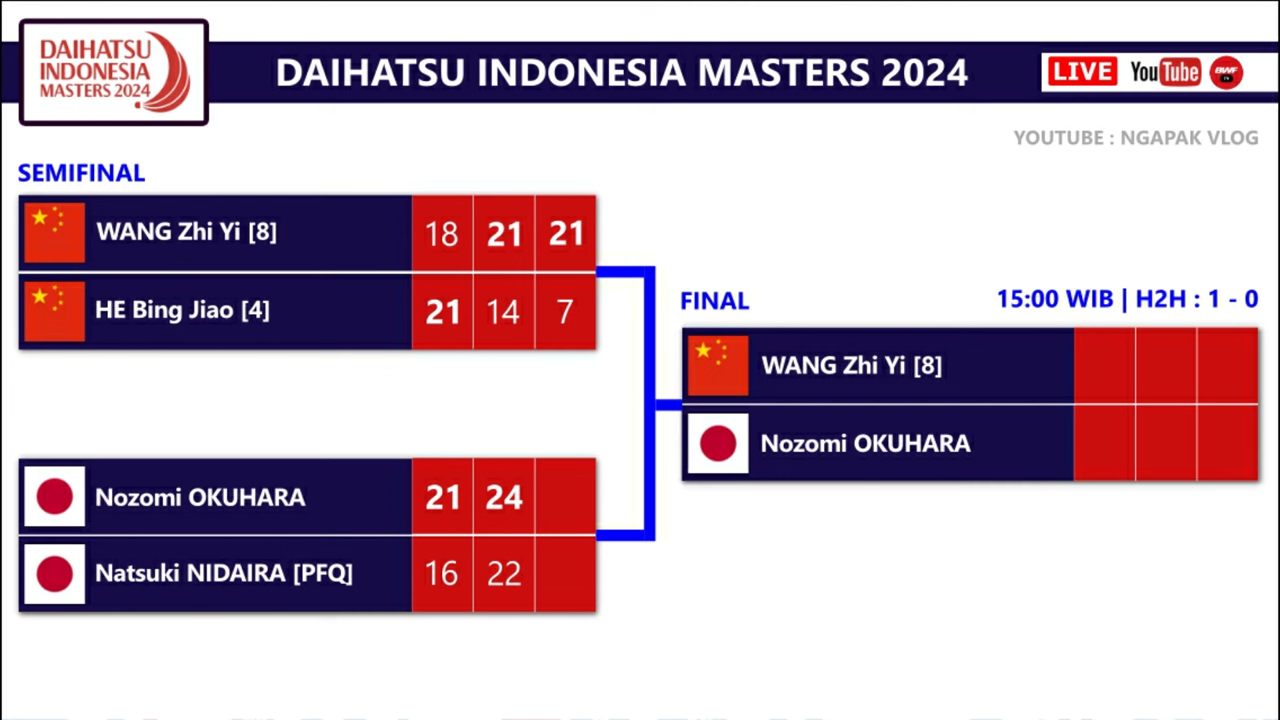 DAIHATSU
INDONESIA
MASTERS 2024
DAIHATSU INDONESIA MASTERS 2024
LIVE YouTube BWF TV
YOUTUBE : NGAPAK VLOG
SEMIFINAL
WANG Zhi Yi [8] 18 21 21
HE Bing Jiao [4] 21 14 7
FINAL 15:00 WIB | H2H : 1 - 0
WANG Zhi Yi [8]
Nozomi OKUHARA
Nozomi OKUHARA 21 24
Natsuki NIDAIRA [PFQ] 16 22